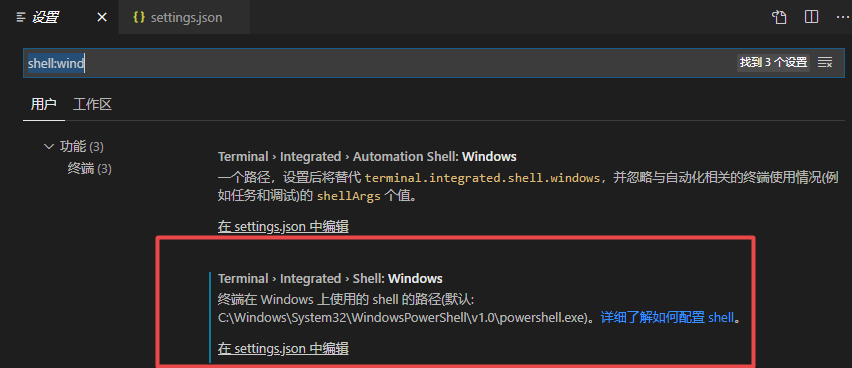 设置
settings.json
shell:wind
找到 3 个设置
用户
工作区
功能 (3)
终端 (3)
Terminal › Integrated › Automation Shell: Windows
一个路径，设置后将替代 terminal.integrated.shell.windows，并忽略与自动化相关的终端使用情况(例
如任务和调试)的 shellArgs 个值。
在 settings.json 中编辑
Terminal › Integrated › Shell: Windows
终端在 Windows 上使用的 shell 的路径(默认:
C:\Windows\System32\WindowsPowerShell\v1.0\powershell.exe)。详细了解如何配置 shell。
在 settings.json 中编辑